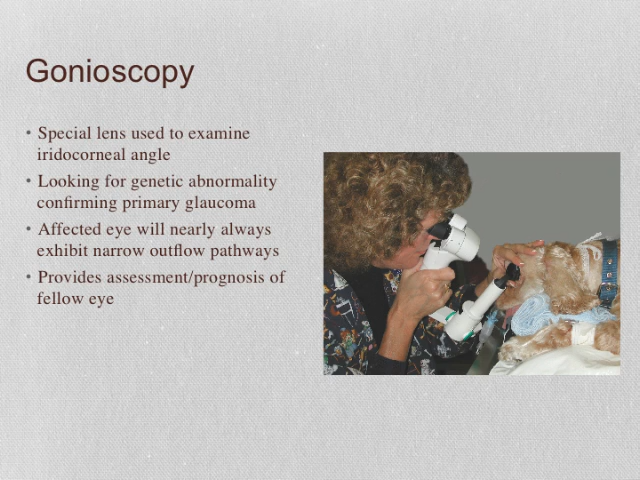 Gonioscopy
• Special lens used to examine
iridocorneal angle
• Looking for genetic abnormality
confirming primary glaucoma
• Affected eye will nearly always
exhibit narrow outflow pathways
• Provides assessment/prognosis of
fellow eye